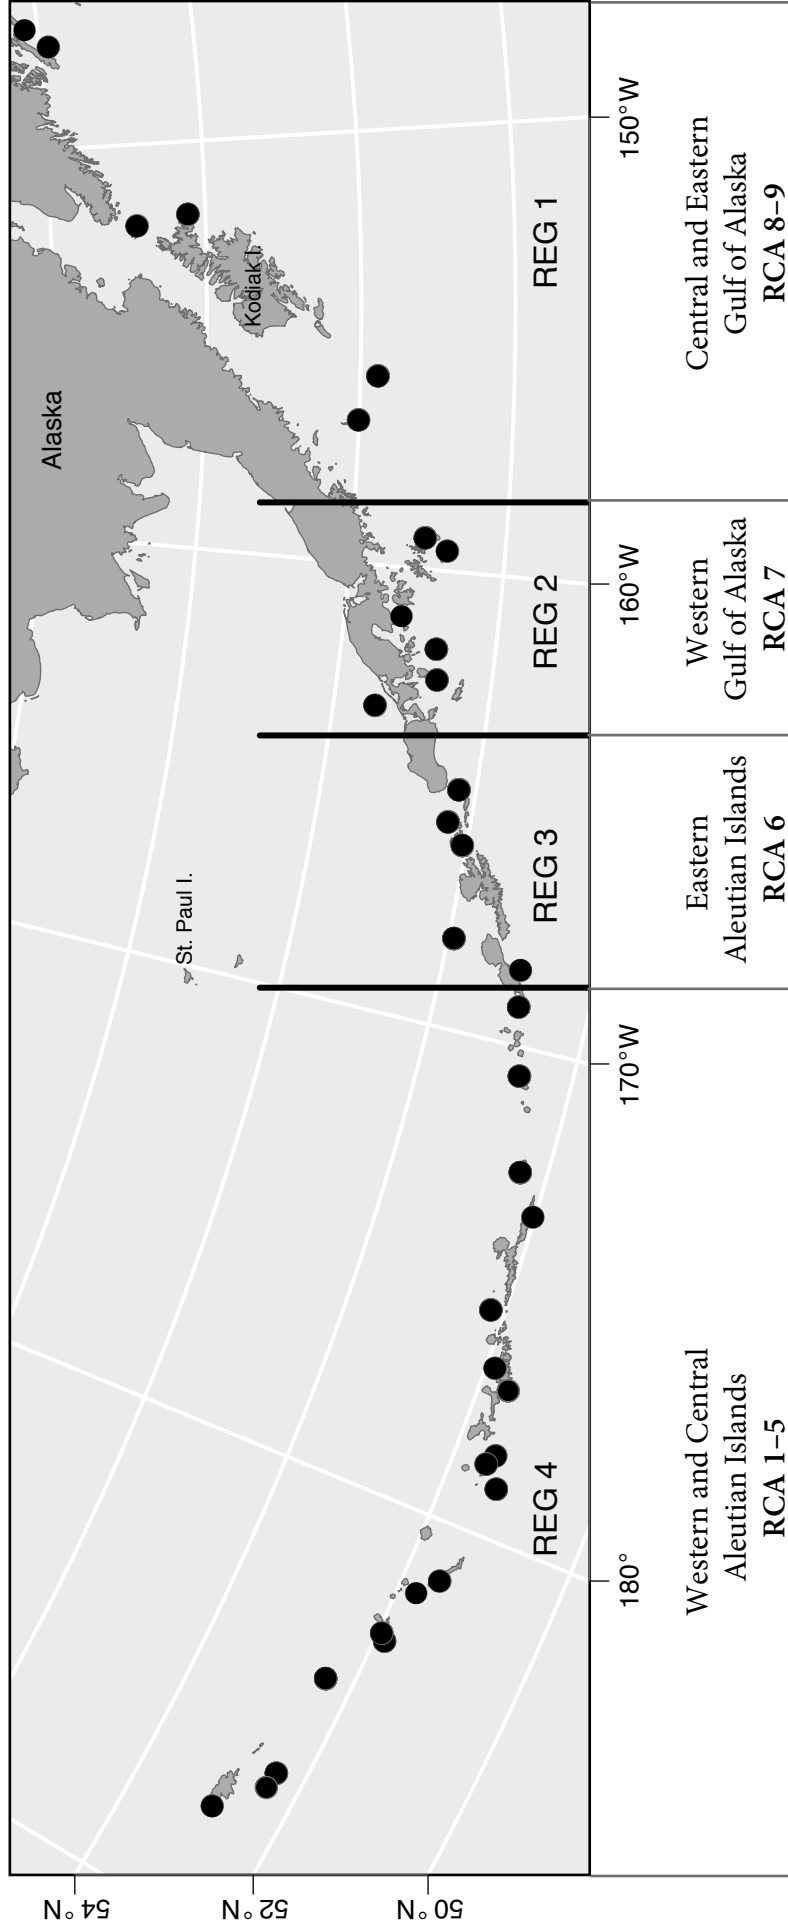 Alaska
Kodiak I.
St. Paul I.
REG 4
REG 3
REG 2
REG 1
54°N
52°N
50°N
180°
170°W
160°W
150°W
Western and Central
Aleutian Islands
RCA 1–5
Eastern
Aleutian Islands
RCA 6
Western
Gulf of Alaska
RCA 7
Central and Eastern
Gulf of Alaska
RCA 8–9